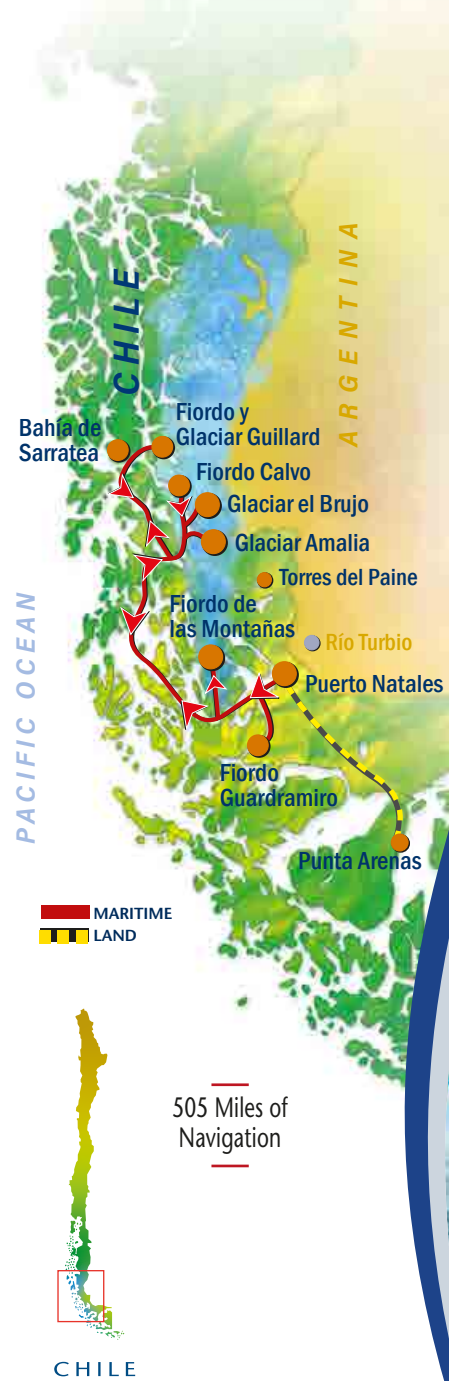 CHILE
ARGENTINA
Bahía de
Sarratea
Fiordo y
Glaciar Guillard
Fiordo Calvo
Glaciar el Brujo
Glaciar Amalia
Torres del Paine
Fiordo de
las Montañas
Río Turbio
Puerto Natales
PACIFIC OCEAN
Fiordo
Guardramiro
Punta Arenas
MARITIME
LAND
505 Miles of
Navigation
CHILE